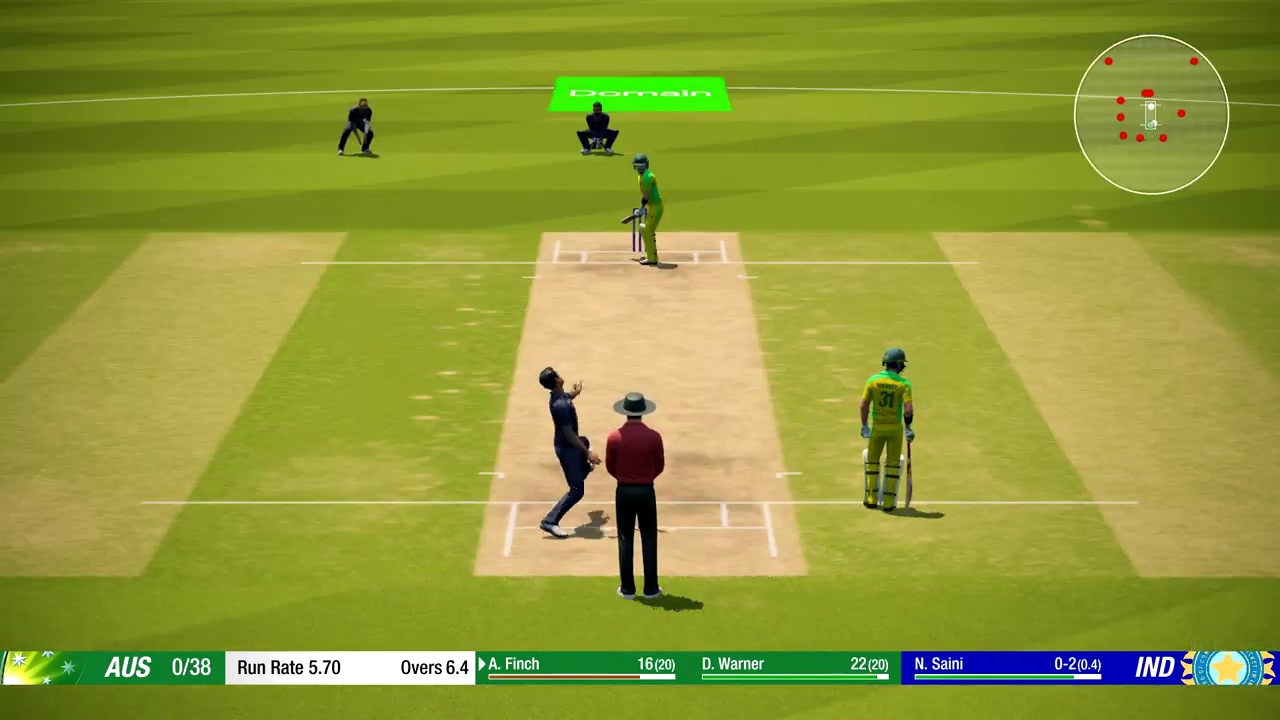 Domain
31
AUS 0/38 Run Rate 5.70 Overs 6.4 A. Finch 16(20) D. Warner 22(20) N. Saini 0-2(0.4) IND